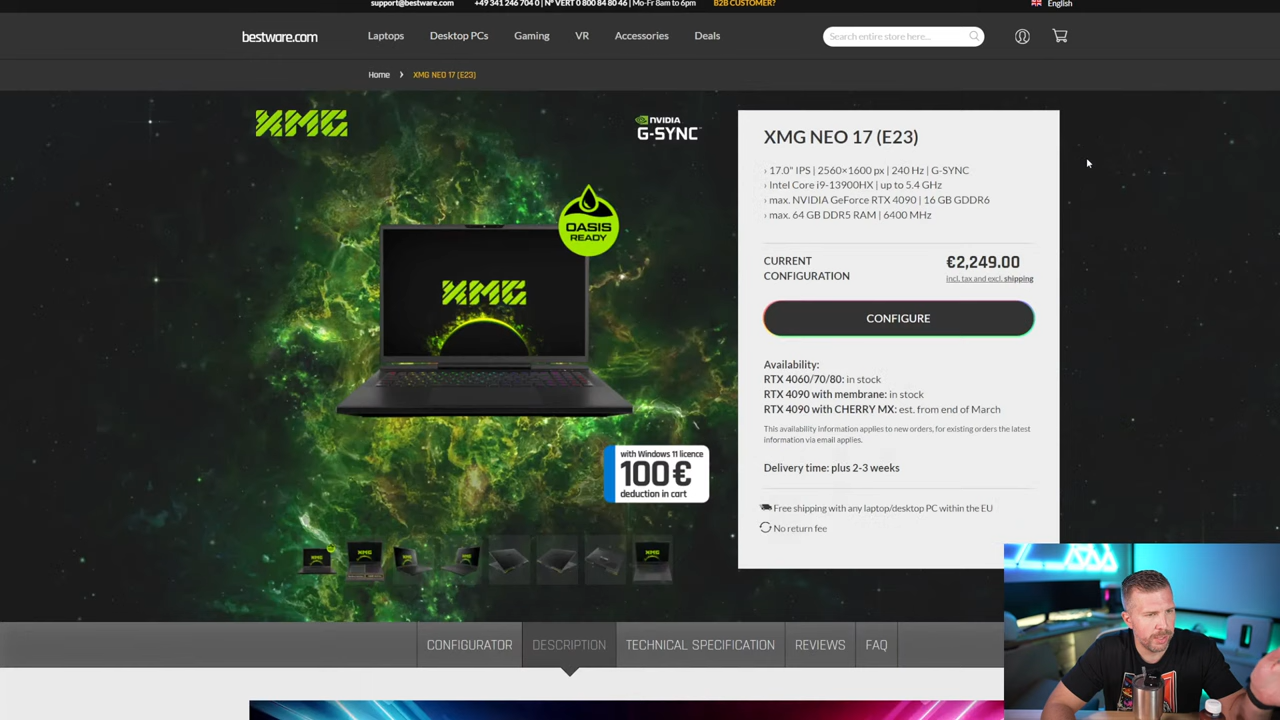 support@bestware.com
+49 341 246 704 0 | N° VERT 0 800 84 80 46 | Mo-Fr 8am to 6pm
B2B CUSTOMER?
English
bestware.com
Laptops
Desktop PCs
Gaming
VR
Accessories
Deals
Search entire store here...
Home › XMG NEO 17 (E23)
XMG
NVIDIA
G-SYNC
OASIS
READY
XMG
with Windows 11 licence
100 €
deduction in cart
XMG NEO 17 (E23)
› 17.0" IPS | 2560×1600 px | 240 Hz | G-SYNC
› Intel Core i9-13900HX | up to 5.4 GHz
› max. NVIDIA GeForce RTX 4090 | 16 GB GDDR6
› max. 64 GB DDR5 RAM | 6400 MHz
CURRENT
CONFIGURATION
€2,249.00
incl. tax and excl. shipping
CONFIGURE
Availability:
RTX 4060/70/80: in stock
RTX 4090 with membrane: in stock
RTX 4090 with CHERRY MX: est. from end of March
This availability information applies to new orders, for existing orders the latest
information via email applies.
Delivery time: plus 2-3 weeks
Free shipping with any laptop/desktop PC within the EU
No return fee
CONFIGURATOR
DESCRIPTION
TECHNICAL SPECIFICATION
REVIEWS
FAQ